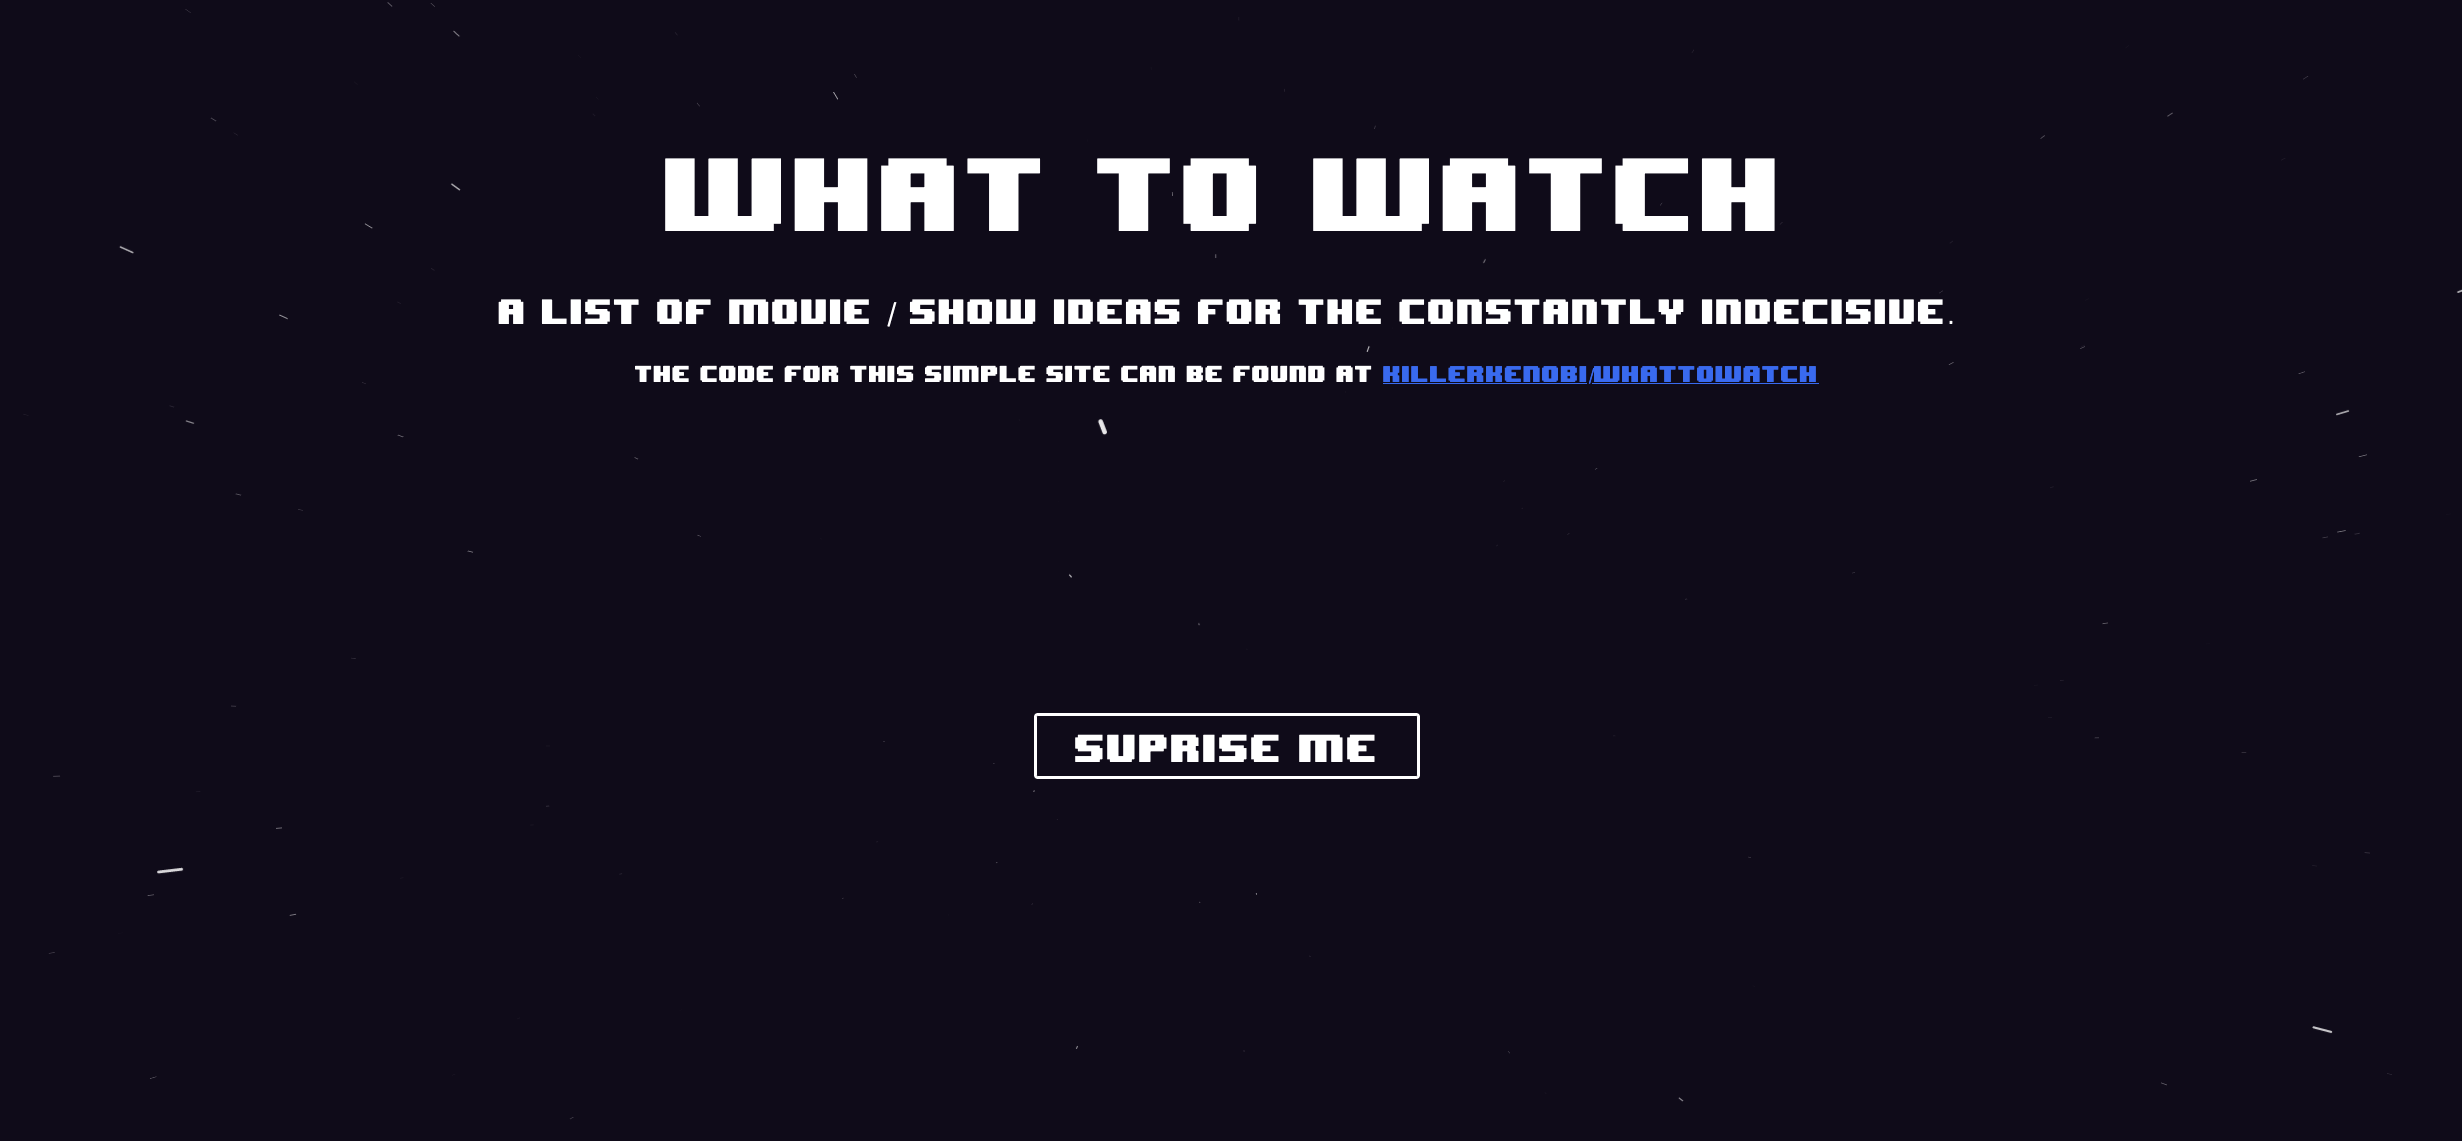 WHAT TO WATCH
A LIST OF MOVIE / SHOW IDEAS FOR THE CONSTANTLY INDECISIVE.
THE CODE FOR THIS SIMPLE SITE CAN BE FOUND AT KILLERKENOBI/WHATTOWATCH
SUPRISE ME